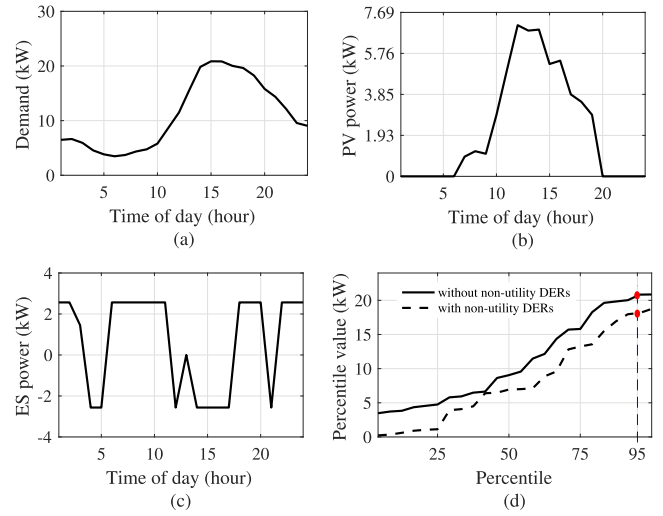 30
20
10
0
Demand (kW)
5
10
15
20
Time of day (hour)
(a)
7.69
5.76
3.85
1.93
0
PV power (kW)
5
10
15
20
Time of day (hour)
(b)
4
2
0
-2
-4
ES power (kW)
5
10
15
20
Time of day (hour)
(c)
20
15
10
5
0
Percentile value (kW)
without non-utility DERs
with non-utility DERs
25
50
75
95
Percentile
(d)